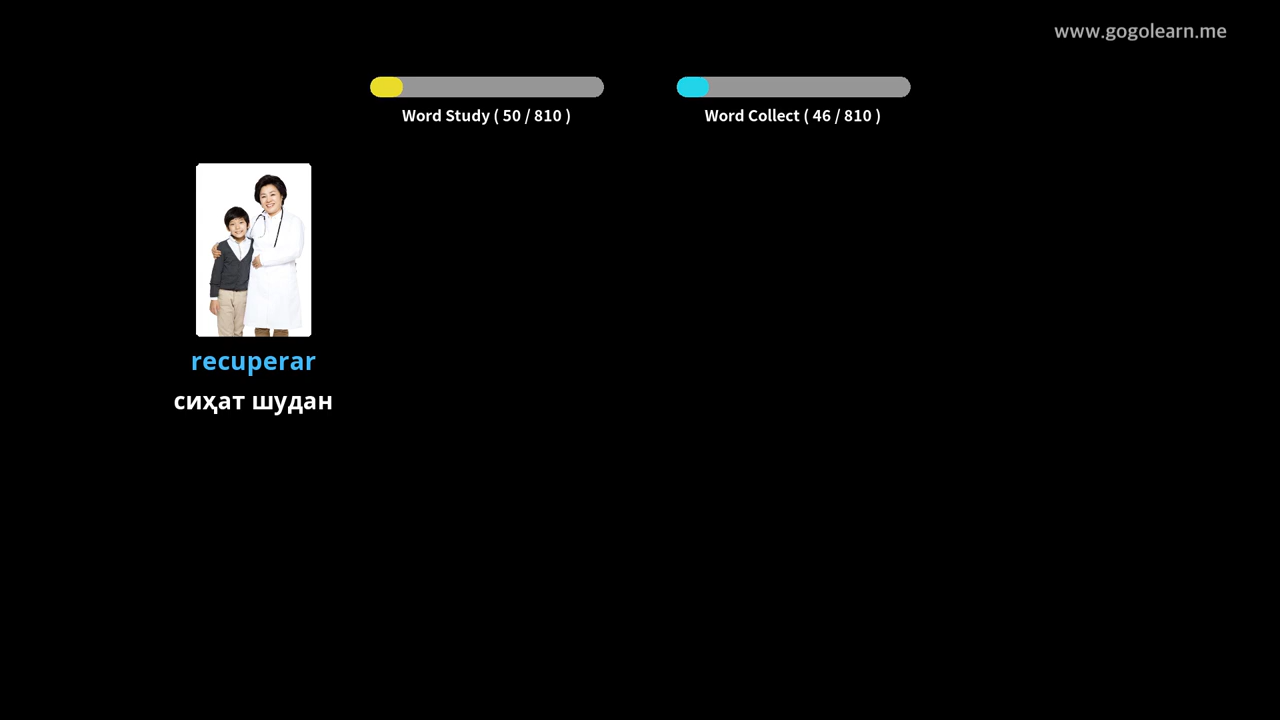 www.gogolearn.me
Word Study ( 50 / 810 )
Word Collect ( 46 / 810 )
recuperar
сиҳат шудан